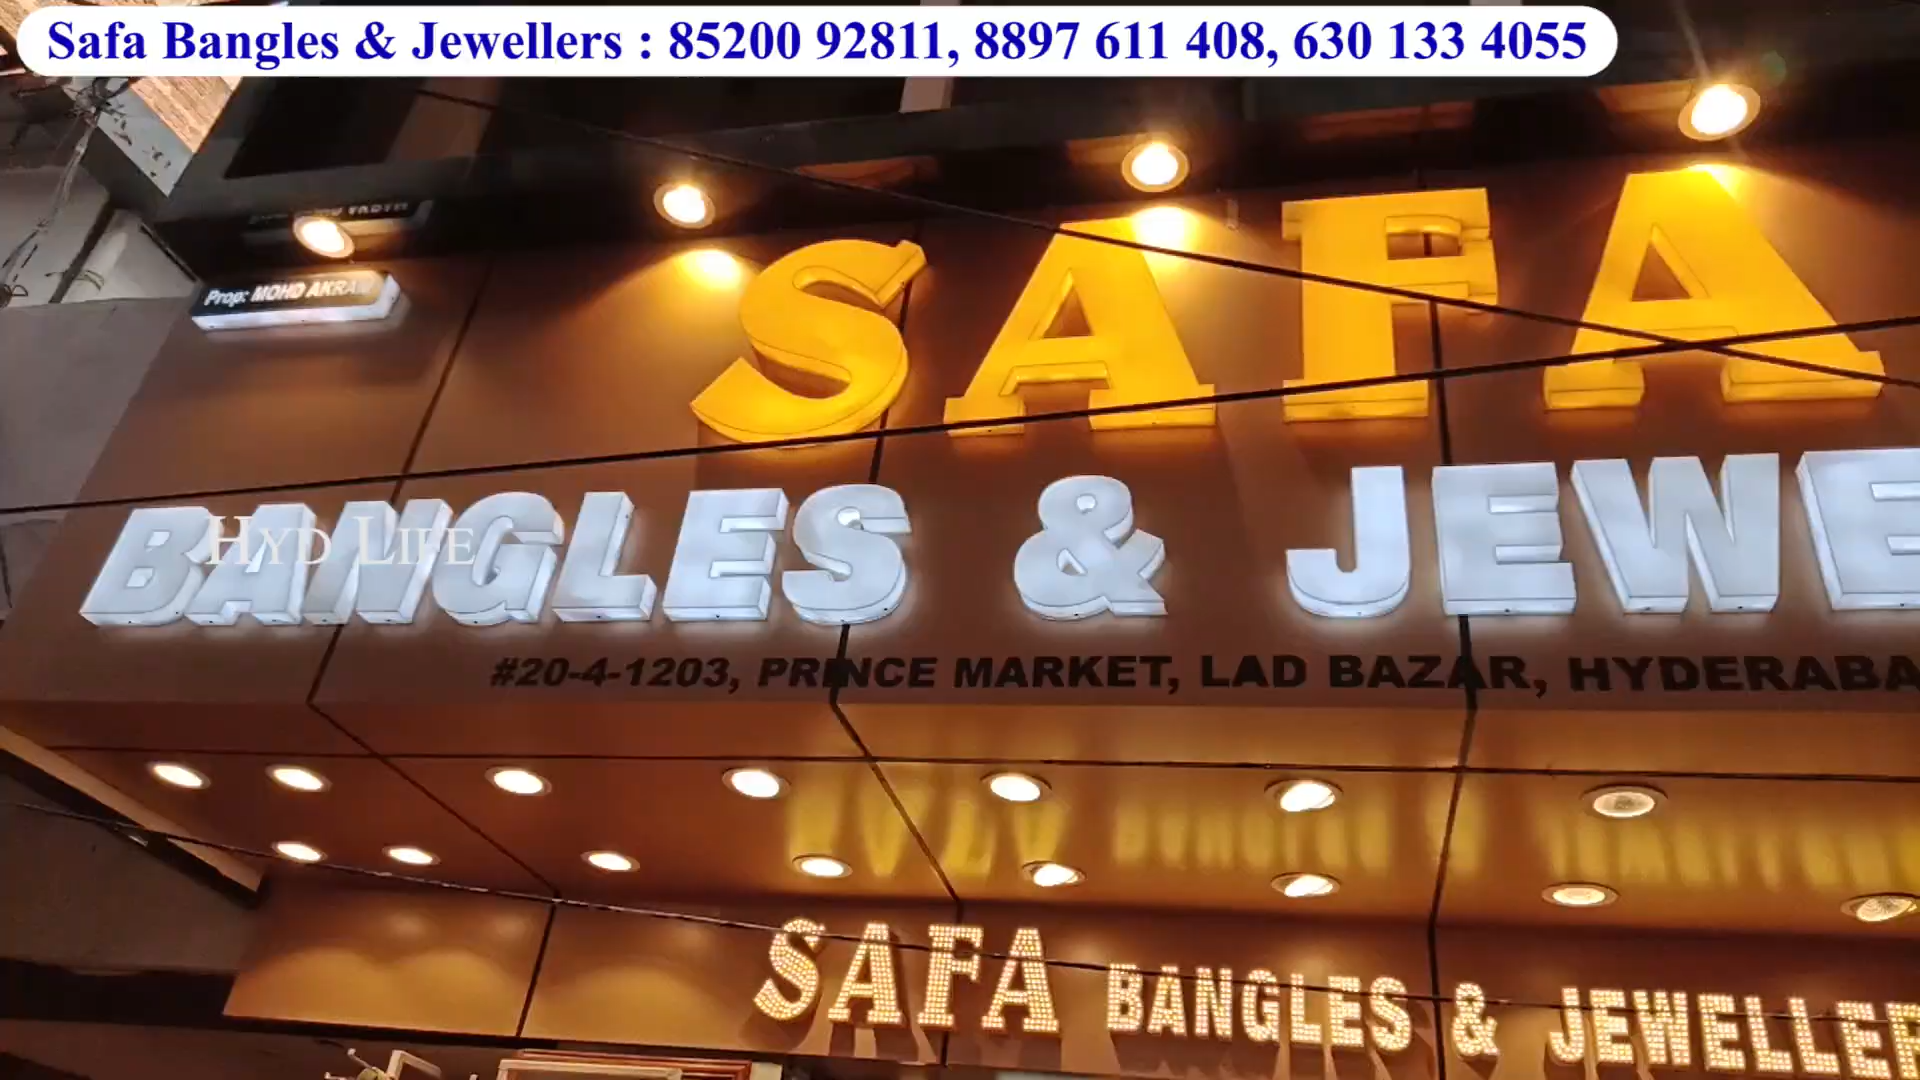 Safa Bangles & Jewellers : 85200 92811, 8897 611 408, 630 133 4055
Prop: MOHD AKRAM
SAFA
BANGLES & JEWE
HYD LIFE
#20-4-1203, PRINCE MARKET, LAD BAZAR, HYDERABA
SAFA BANGLES & JEWELLER